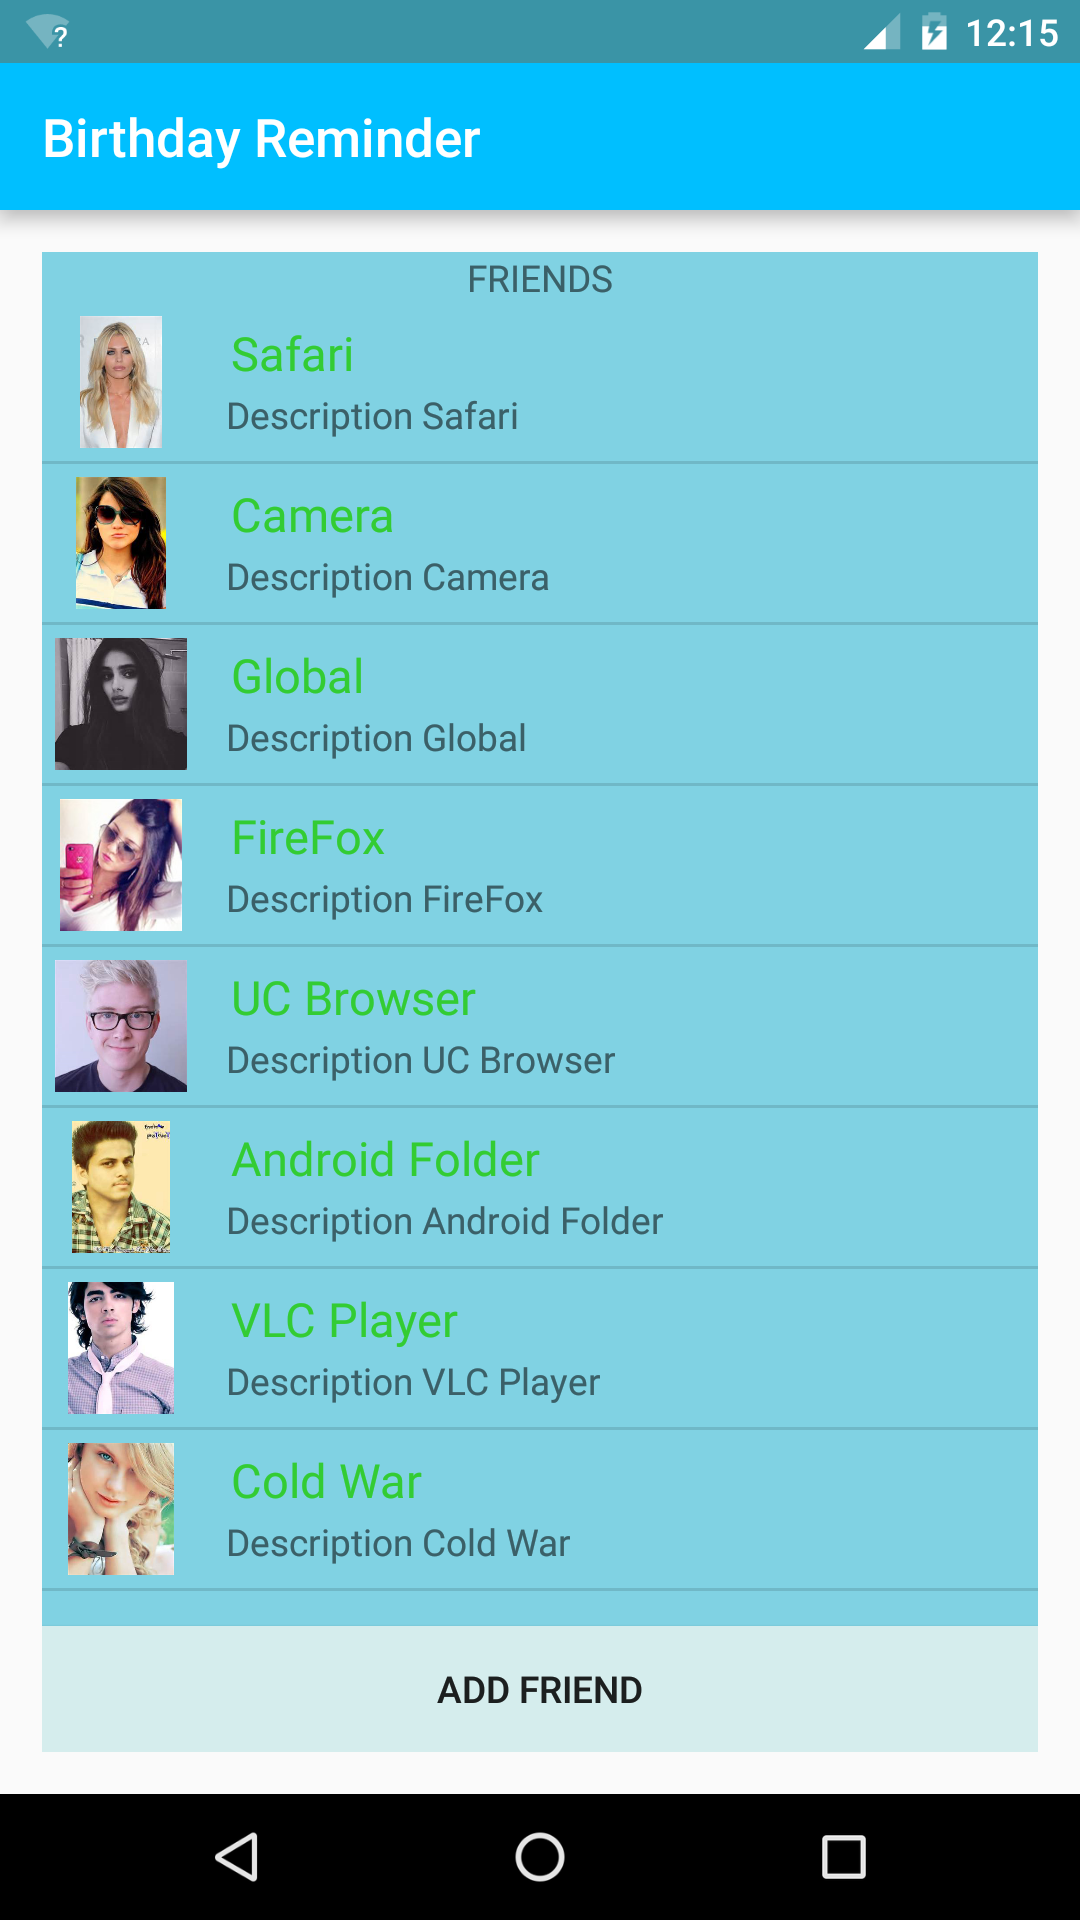 12:15
Birthday Reminder
FRIENDS
Safari
Description Safari
Camera
Description Camera
Global
Description Global
FireFox
Description FireFox
UC Browser
Description UC Browser
Android Folder
Description Android Folder
VLC Player
Description VLC Player
Cold War
Description Cold War
ADD FRIEND